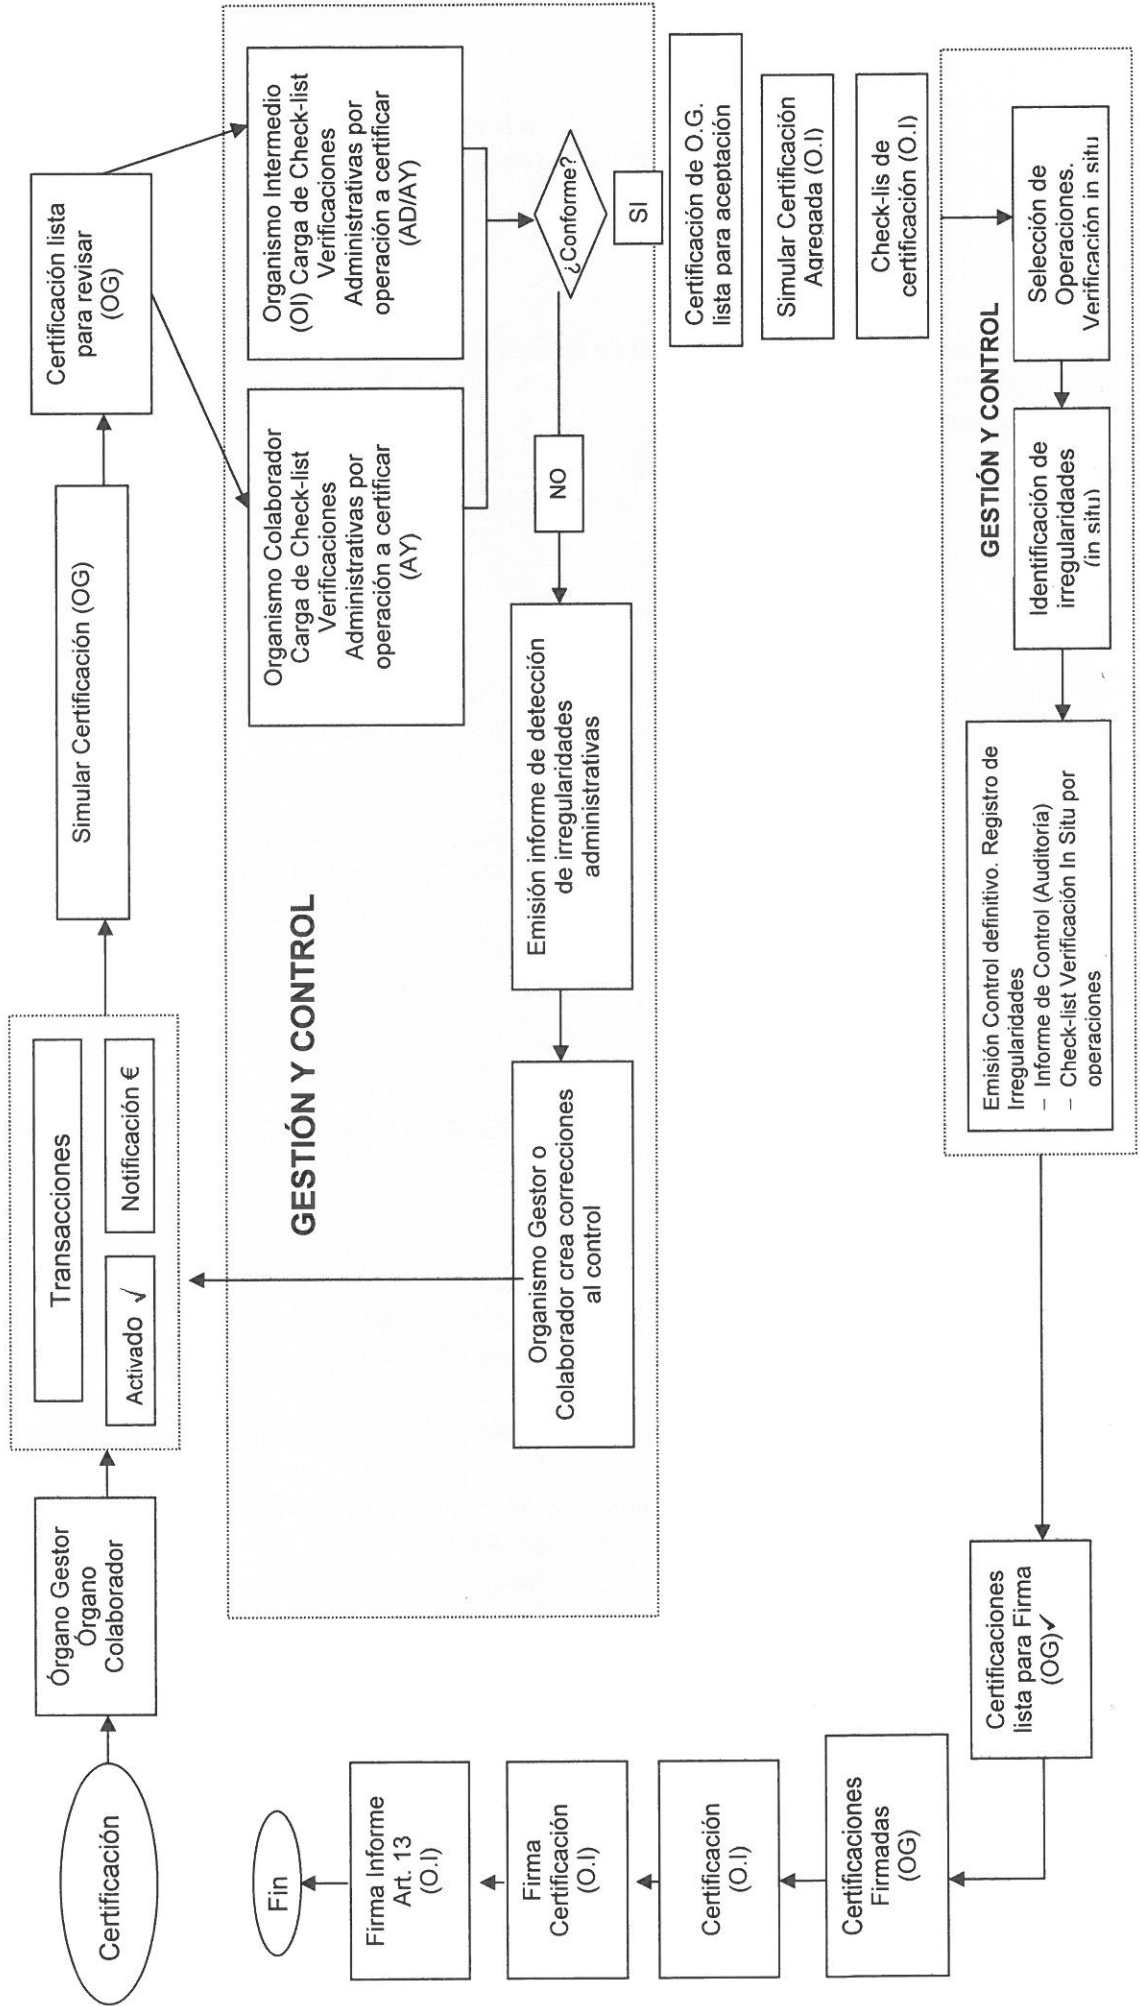 Certificación
Órgano Gestor
Órgano
Colaborador
Transacciones
Activado ✓
Notificación €
Simular Certificación (OG)
Certificación lista
para revisar
(OG)
GESTIÓN Y CONTROL
Organismo Colaborador
Carga de Check-list
Verificaciones
Administrativas por
operación a certificar
(AY)
Organismo Intermedio
(OI) Carga de Check-list
Verificaciones
Administrativas por
operación a certificar
(AD/AY)
¿Conforme?
NO
SI
Emisión informe de detección
de irregularidades
administrativas
Organismo Gestor o
Colaborador crea correcciones
al control
Certificación de O.G.
lista para aceptación
Simular Certificación
Agregada (O.I)
Check-lis de
certificación (O.I)
GESTIÓN Y CONTROL
Selección de
Operaciones.
Verificación in situ
Identificación de
irregularidades
(in situ)
Emisión Control definitivo. Registro de
Irregularidades
– Informe de Control (Auditoría)
– Check-list Verificación In Situ por
operaciones
Certificaciones
lista para Firma
(OG)✓
Certificaciones
Firmadas
(OG)
Certificación
(O.I)
Firma
Certificación
(O.I)
Firma Informe
Art. 13
(O.I)
Fin